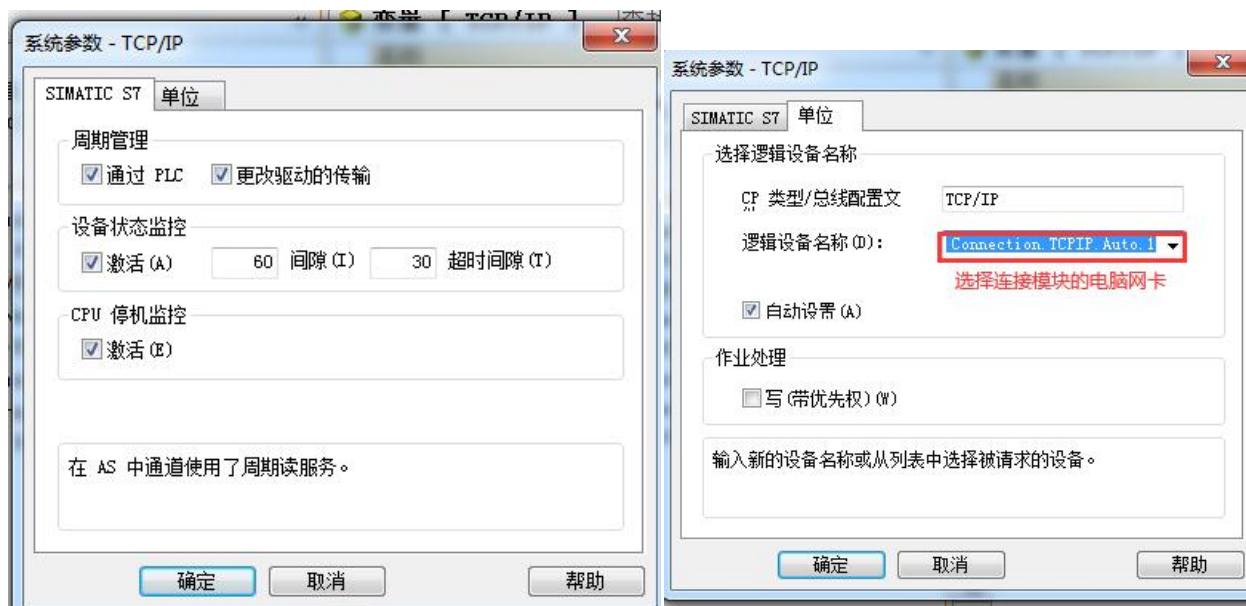 变量 [ TCP/IP ]
系统参数 - TCP/IP
SIMATIC S7 单位
周期管理
通过 PLC 更改驱动的传输
设备状态监控
激活(A) 60 间隙(I) 30 超时间隙(T)
CPU 停机监控
激活(E)
在 AS 中通道使用了周期读服务。
确定 取消 帮助
系统参数 - TCP/IP
SIMATIC S7 单位
选择逻辑设备名称
CP 类型/总线配置文 TCP/IP
逻辑设备名称(D): Connection.TCPIP.Auto.1
选择连接模块的电脑网卡
自动设置(A)
作业处理
写(带优先权)(W)
输入新的设备名称或从列表中选择被请求的设备。
确定 取消 帮助